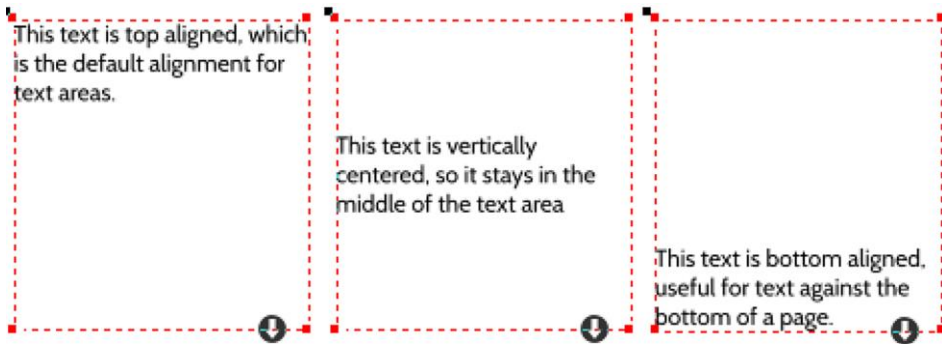 This text is top aligned, which
is the default alignment for
text areas.
This text is vertically
centered, so it stays in the
middle of the text area
This text is bottom aligned,
useful for text against the
bottom of a page.